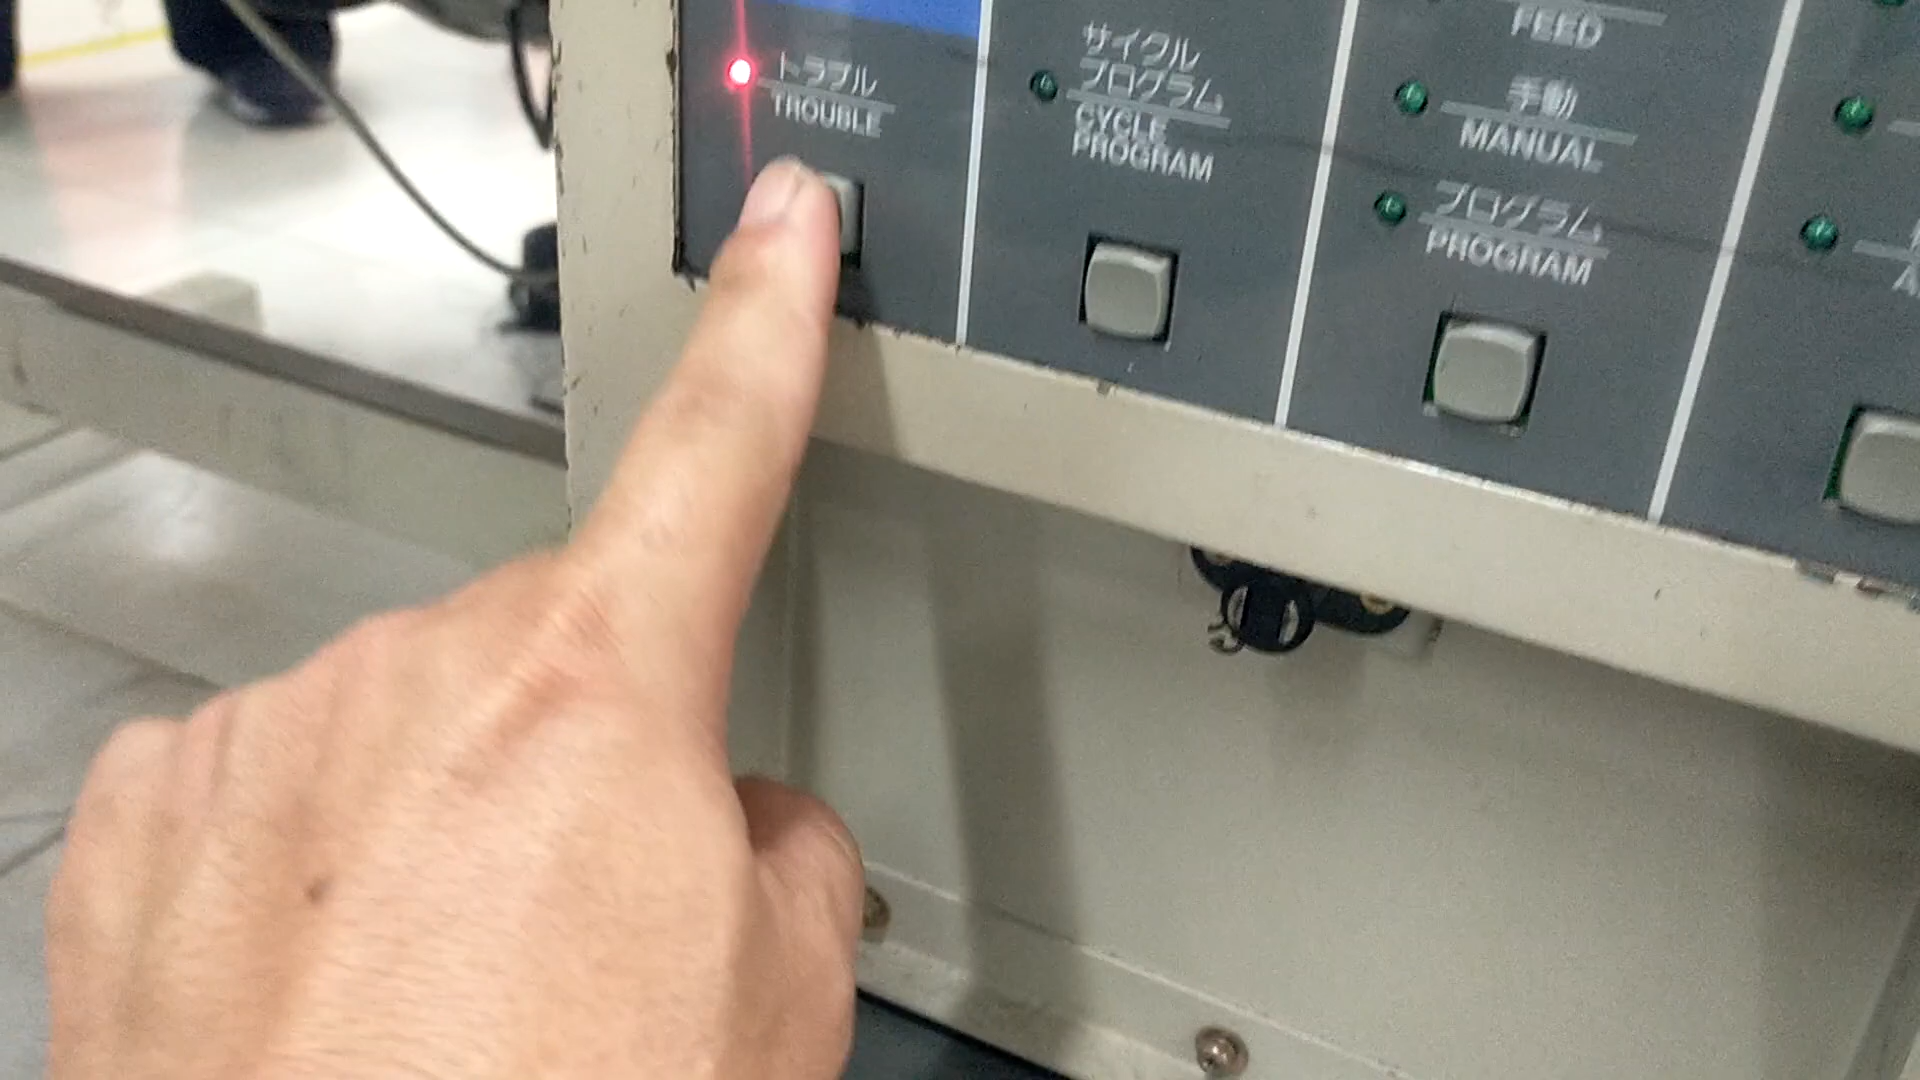 トラブル
TROUBLE
サイクル
プログラム
CYCLE
PROGRAM
FEED
手動
MANUAL
プログラム
PROGRAM